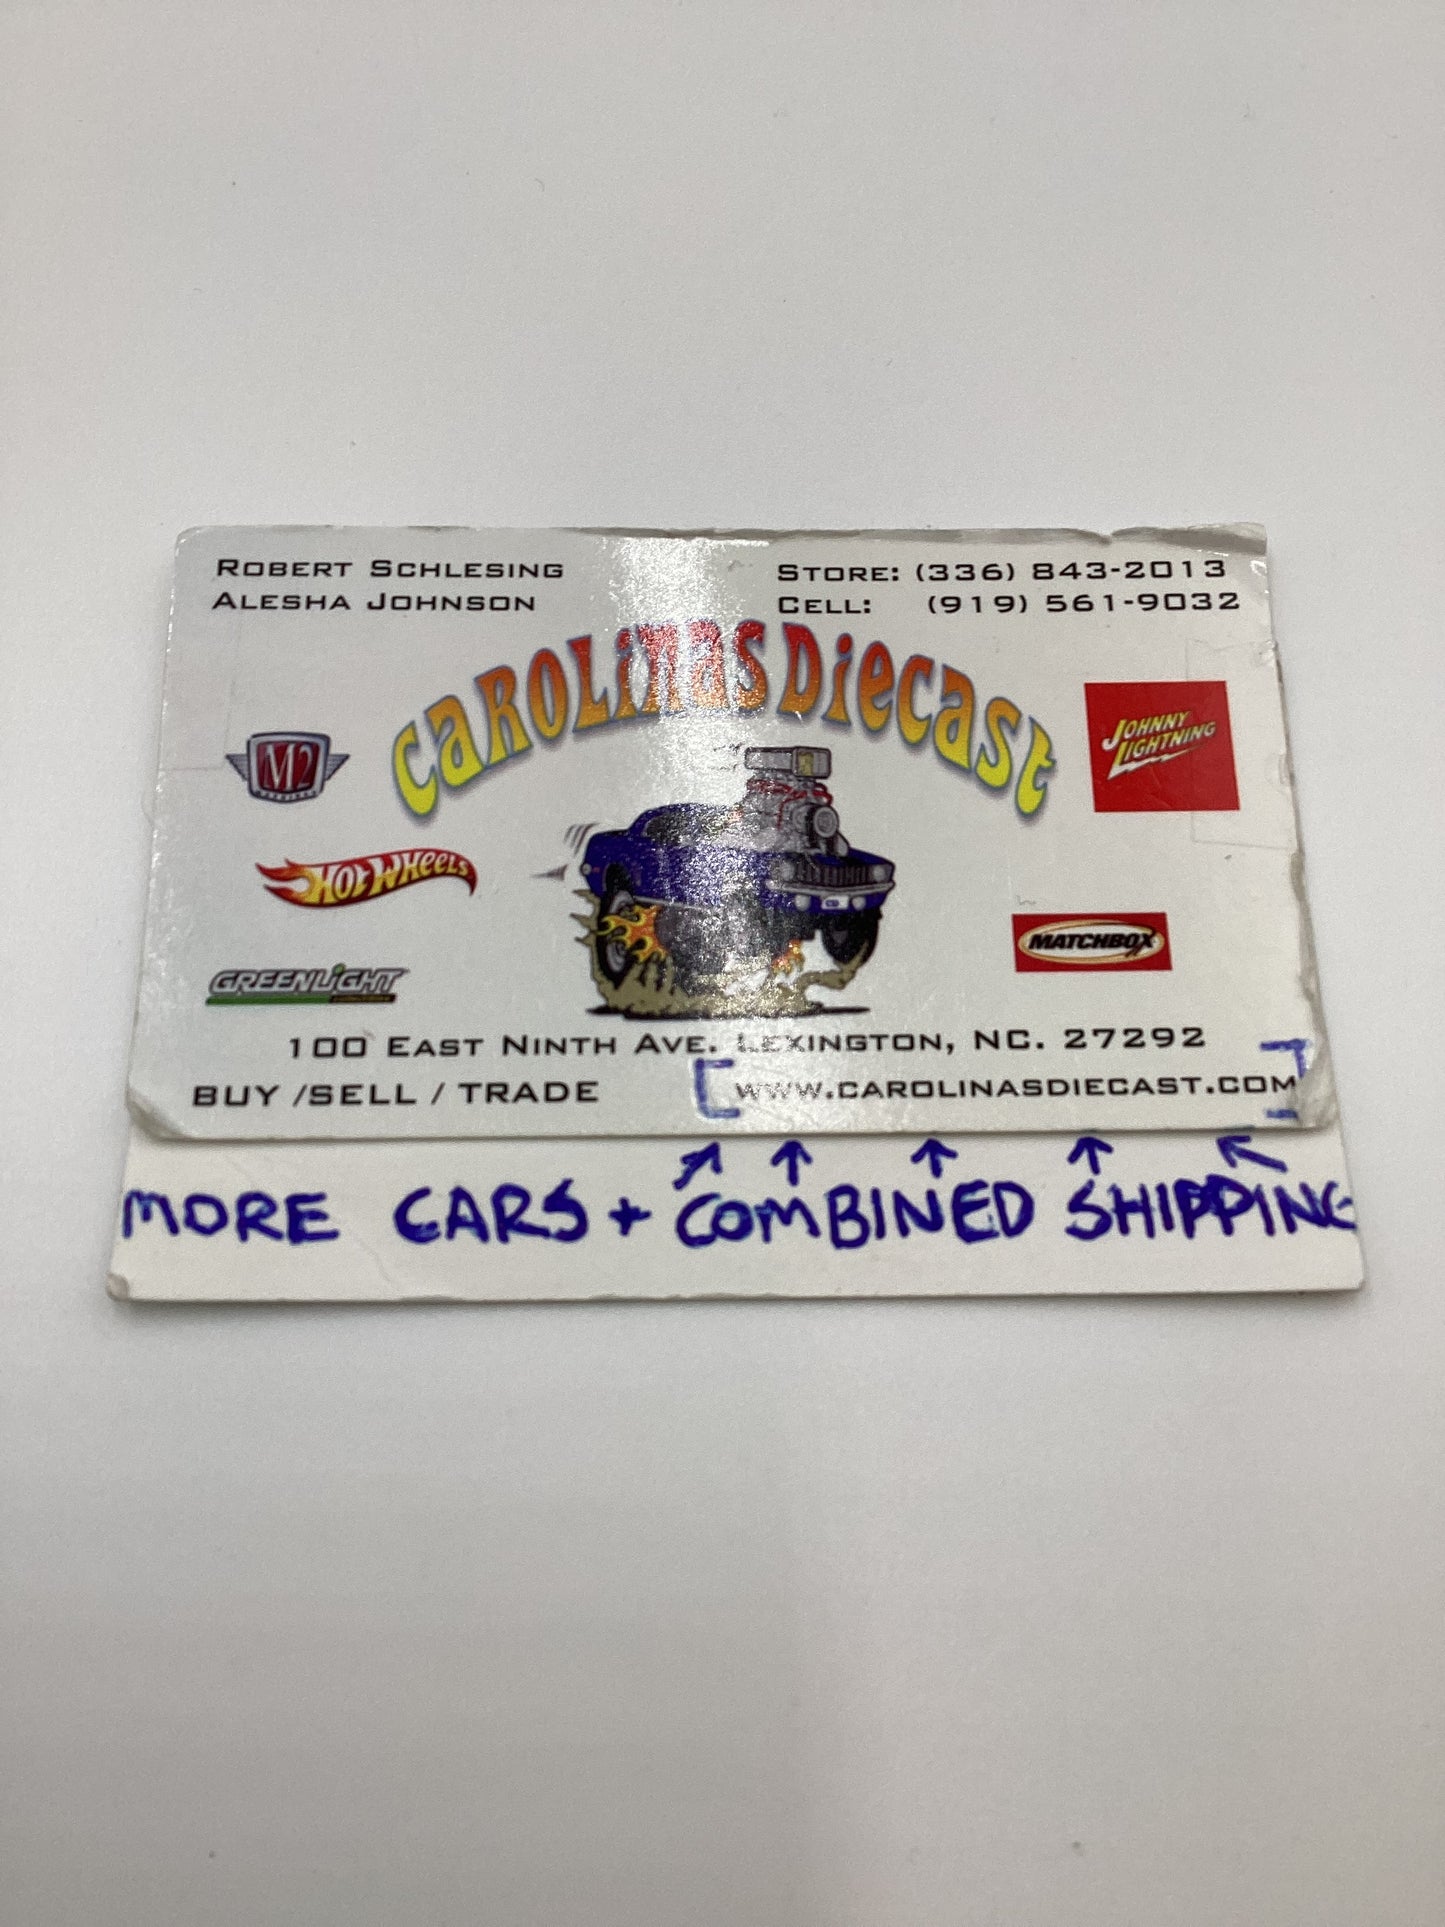 Robert Schlesing
Alesha Johnson
Store: (336) 843-2013
Cell: (919) 561-9032
Carolinas Diecast
M2
Johnny Lightning
Hot Wheels
Matchbox
Greenlight
100 East Ninth Ave. Lexington, NC. 27292
BUY /SELL / TRADE
www.carolinasdiecast.com
MORE CARS + COMBINED SHIPPING